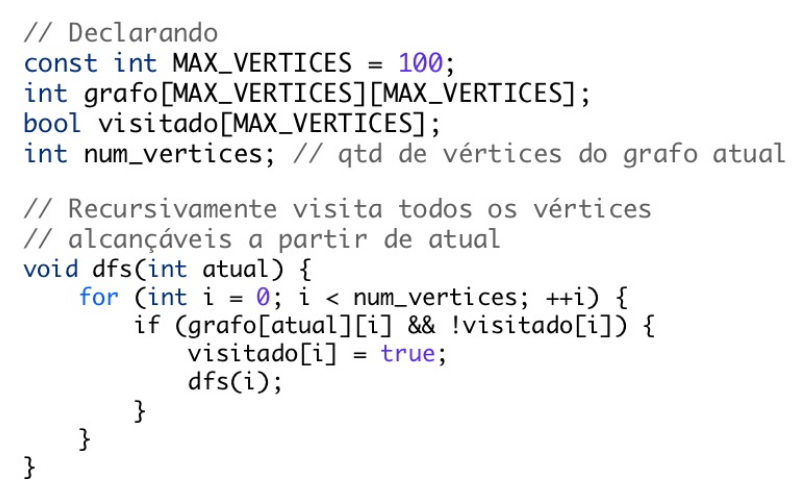 // Declarando
const int MAX_VERTICES = 100;
int grafo[MAX_VERTICES][MAX_VERTICES];
bool visitado[MAX_VERTICES];
int num_vertices; // qtd de vértices do grafo atual

// Recursivamente visita todos os vértices
// alcançáveis a partir de atual
void dfs(int atual) {
    for (int i = 0; i < num_vertices; ++i) {
        if (grafo[atual][i] && !visitado[i]) {
            visitado[i] = true;
            dfs(i);
        }
    }
}